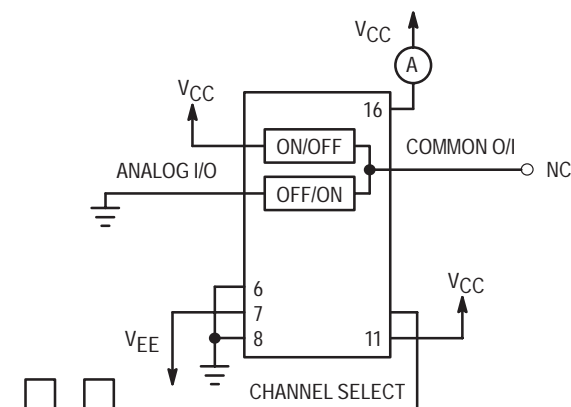 VCC
A
VCC
16
ON/OFF
COMMON O/I
NC
ANALOG I/O
OFF/ON
6
VCC
7
VEE
8
11
CHANNEL SELECT